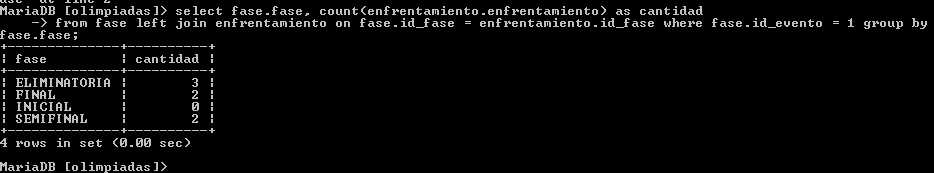 MariaDB [olimpiadas]> select fase.fase, count(enfrentamiento.enfrentamiento) as cantidad
    -> from fase left join enfrentamiento on fase.id_fase = enfrentamiento.id_fase where fase.id_evento = 1 group by
fase.fase;
+--------------+----------+
| fase         | cantidad |
+--------------+----------+
| ELIMINATORIA |        3 |
| FINAL        |        2 |
| INICIAL      |        0 |
| SEMIFINAL    |        2 |
+--------------+----------+
4 rows in set (0.00 sec)
MariaDB [olimpiadas]>